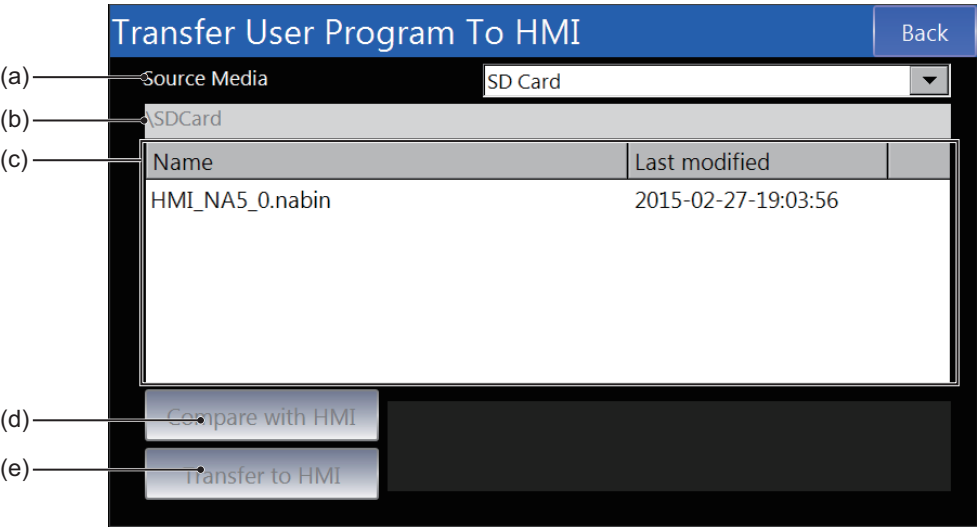 Transfer User Program To HMI Back
(a) Source Media SD Card
(b) \SDCard
(c) Name Last modified
HMI_NA5_0.nabin 2015-02-27-19:03:56
(d) Compare with HMI
(e) Transfer to HMI